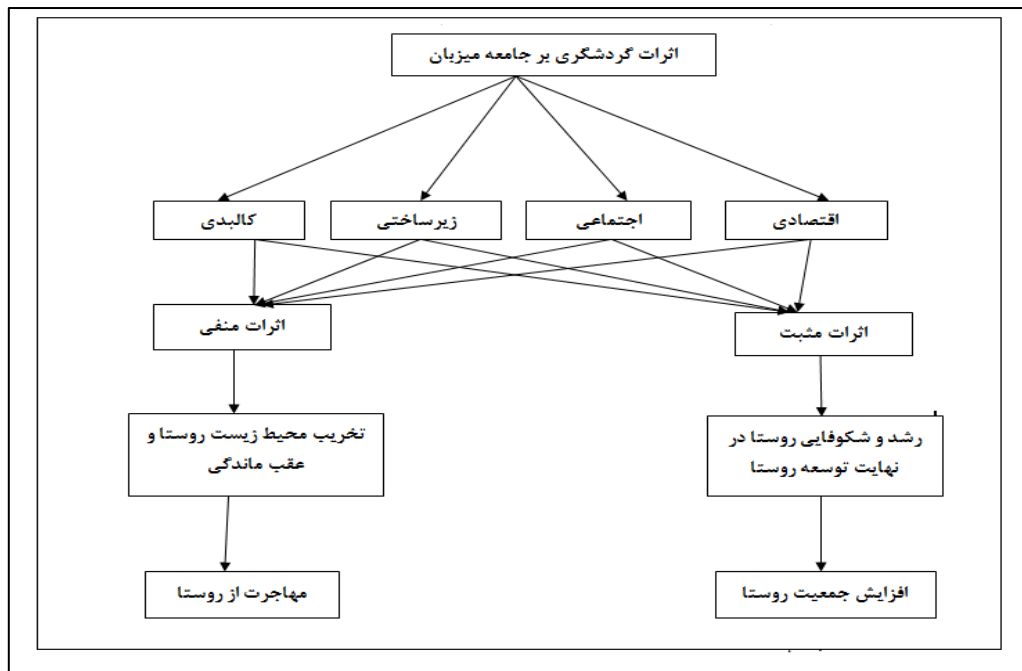 اثرات گردشگری بر جامعه میزبان
اقتصادی
اجتماعی
زیرساختی
کالبدی
اثرات مثبت
اثرات منفی
رشد و شکوفایی روستا در
نهایت توسعه روستا
تخریب محیط زیست روستا و
عقب ماندگی
افزایش جمعیت روستا
مهاجرت از روستا